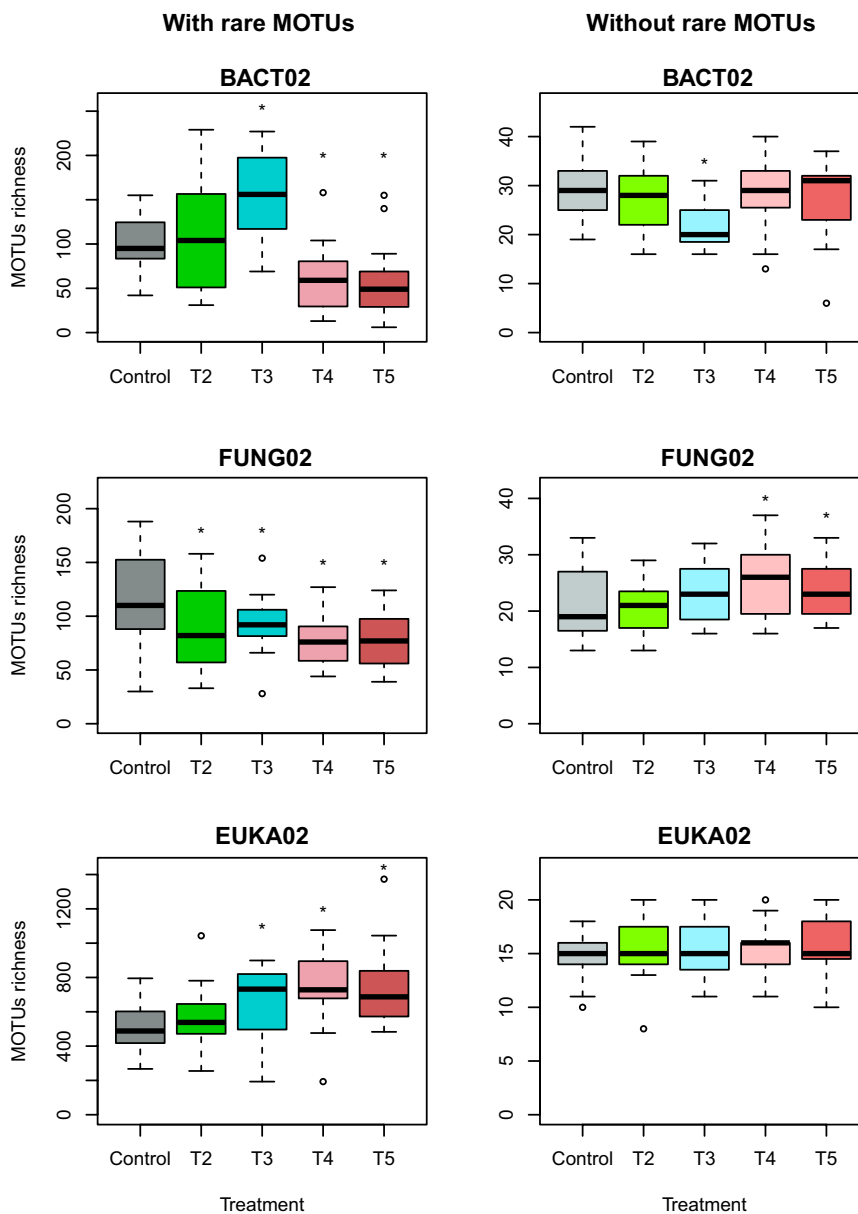 With rare MOTUs Without rare MOTUs
BACT02 BACT02
MOTUs richness
0 50 100 200
0 10 20 30 40
* * * *
Control T2 T3 T4 T5 Control T2 T3 T4 T5
FUNG02 FUNG02
MOTUs richness
0 50 100 150 200
0 10 20 30 40
* * * * * *
Control T2 T3 T4 T5 Control T2 T3 T4 T5
EUKA02 EUKA02
MOTUs richness
0 400 800 1200
0 5 10 15 20
* * *
Control T2 T3 T4 T5 Control T2 T3 T4 T5
Treatment Treatment